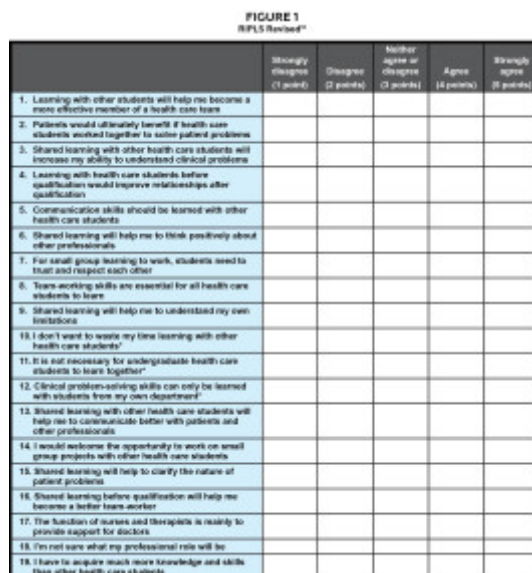 FIGURE 1
RIPLS Revised
Strongly
disagree
(1 point)
Disagree
(2 points)
Neither
agree or
disagree
(3 points)
Agree
(4 points)
Strongly
agree
(5 points)
1. Learning with other students will help me become a
more effective member of a health care team
2. Patients would ultimately benefit if health care
students worked together to solve patient problems
3. Shared learning with other health care students will
increase my ability to understand clinical problems
4. Learning with health care students before
qualification would improve relationships after
qualification
5. Communication skills should be learned with other
health care students
6. Shared learning will help me to think positively about
other professionals
7. For small group learning to work, students need to
trust and respect each other
8. Team-working skills are essential for all health care
students to learn
9. Shared learning will help me to understand my own
limitations
10. I don't want to waste my time learning with other
health care students*
11. It is not necessary for undergraduate health care
students to learn together*
12. Clinical problem-solving skills can only be learned
with students from my own department*
13. Shared learning with other health care students will
help me to communicate better with patients and
other professionals
14. I would welcome the opportunity to work on small
group projects with other health care students
15. Shared learning will help to clarify the nature of
patient problems
16. Shared learning before qualification will help me
become a better team-worker
17. The function of nurses and therapists is mainly to
provide support for doctors
18. I'm not sure what my professional role will be
19. I have to acquire much more knowledge and skills
than other health care students